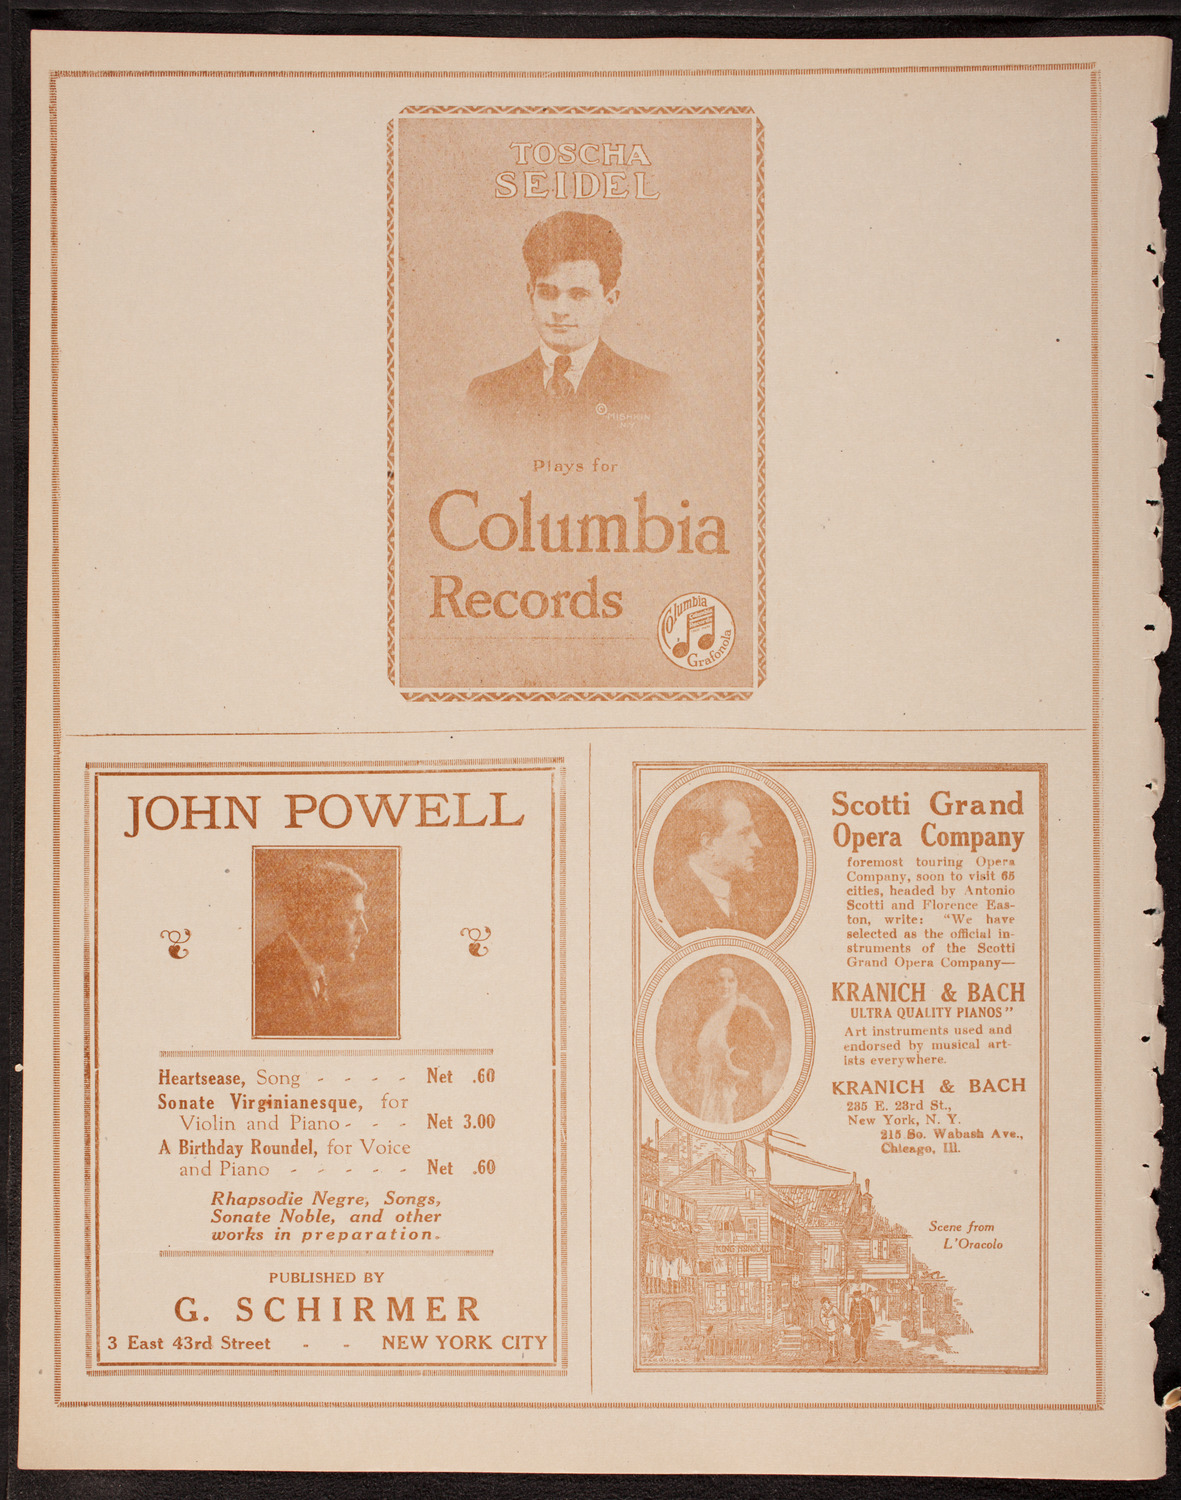 TOSCHA
SEIDEL
© MISHKIN
N.Y.
Plays for
Columbia
Records
Columbia
Grafonola
JOHN POWELL
Heartsease, Song - - - - Net .60
Sonate Virginianesque, for
Violin and Piano - - - Net 3.00
A Birthday Roundel, for Voice
and Piano - - - - - Net .60
Rhapsodie Negre, Songs,
Sonate Noble, and other
works in preparation.
PUBLISHED BY
G. SCHIRMER
3 East 43rd Street - - NEW YORK CITY
Scotti Grand
Opera Company
foremost touring Opera
Company, soon to visit 65
cities, headed by Antonio
Scotti and Florence Eas-
ton, write: "We have
selected as the official in-
struments of the Scotti
Grand Opera Company—
KRANICH & BACH
ULTRA QUALITY PIANOS"
Art instruments used and
endorsed by musical art-
ists everywhere.
KRANICH & BACH
235 E. 23rd St.,
New York, N. Y.
215 So. Wabash Ave.,
Chicago, Ill.
Scene from
L'Oracolo